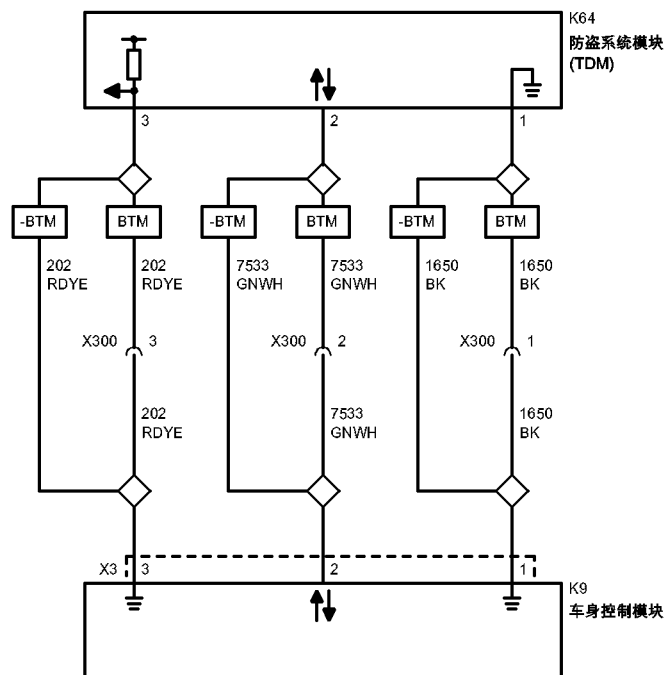 K64
防盗系统模块
(TDM)
3
2
1
-BTM
BTM
-BTM
BTM
-BTM
BTM
202
RDYE
202
RDYE
7533
GNWH
7533
GNWH
1650
BK
1650
BK
X300
3
X300
2
X300
1
202
RDYE
7533
GNWH
1650
BK
X3
3
2
1
K9
车身控制模块